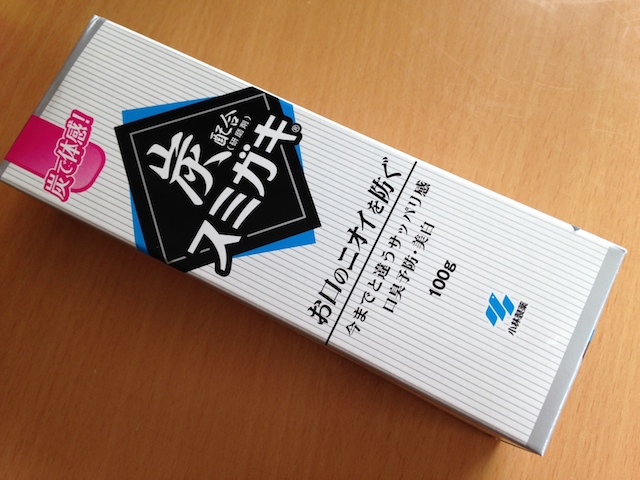 炭で体感!
炭配合
(研磨剤)
スミガキ®
お口のニオイを防ぐ
今までと違うサッパリ感
口臭予防・美白
100g
小林製薬